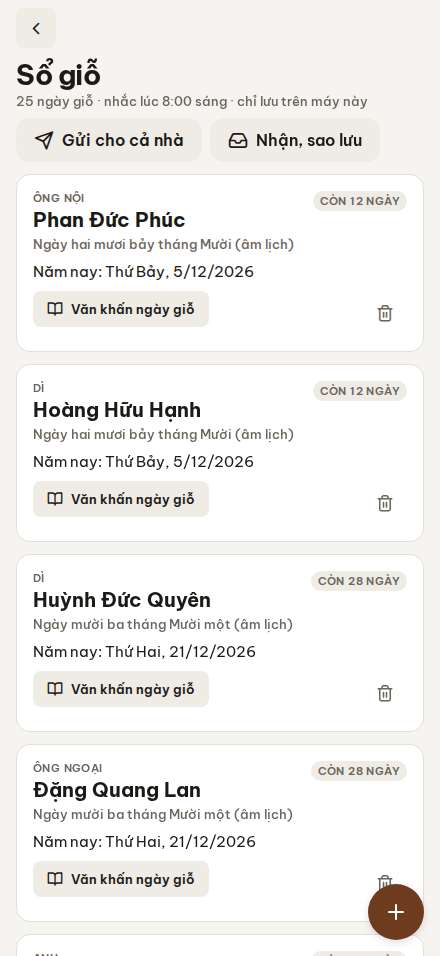 Sổ giỗ
25 ngày giỗ · nhắc lúc 8:00 sáng · chỉ lưu trên máy này
Gửi cho cả nhà
Nhận, sao lưu
ÔNG NỘI
CÒN 12 NGÀY
Phan Đức Phúc
Ngày hai mươi bảy tháng Mười (âm lịch)
Năm nay: Thứ Bảy, 5/12/2026
Văn khấn ngày giỗ
DÌ
CÒN 12 NGÀY
Hoàng Hữu Hạnh
Ngày hai mươi bảy tháng Mười (âm lịch)
Năm nay: Thứ Bảy, 5/12/2026
Văn khấn ngày giỗ
DÌ
CÒN 28 NGÀY
Huỳnh Đức Quyên
Ngày mười ba tháng Mười một (âm lịch)
Năm nay: Thứ Hai, 21/12/2026
Văn khấn ngày giỗ
ÔNG NGOẠI
CÒN 28 NGÀY
Đặng Quang Lan
Ngày mười ba tháng Mười một (âm lịch)
Năm nay: Thứ Hai, 21/12/2026
Văn khấn ngày giỗ